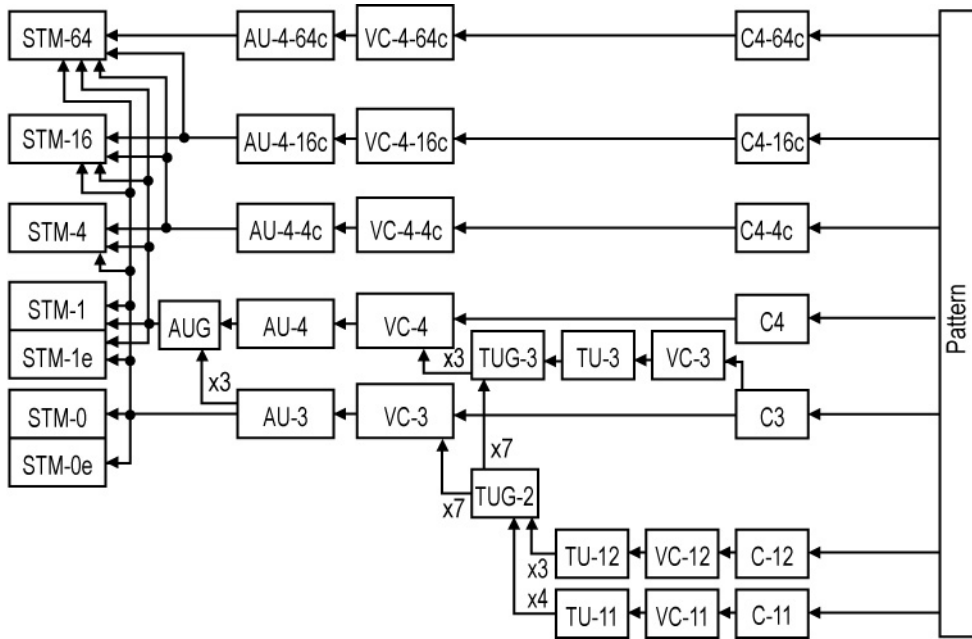 STM-64
AU-4-64c
VC-4-64c
C4-64c
STM-16
AU-4-16c
VC-4-16c
C4-16c
STM-4
AU-4-4c
VC-4-4c
C4-4c
STM-1
AUG
AU-4
VC-4
C4
STM-1e
x3
TUG-3
TU-3
VC-3
x3
STM-0
AU-3
VC-3
C3
STM-0e
x7
x7
TUG-2
x3
TU-12
VC-12
C-12
x4
TU-11
VC-11
C-11
Pattern